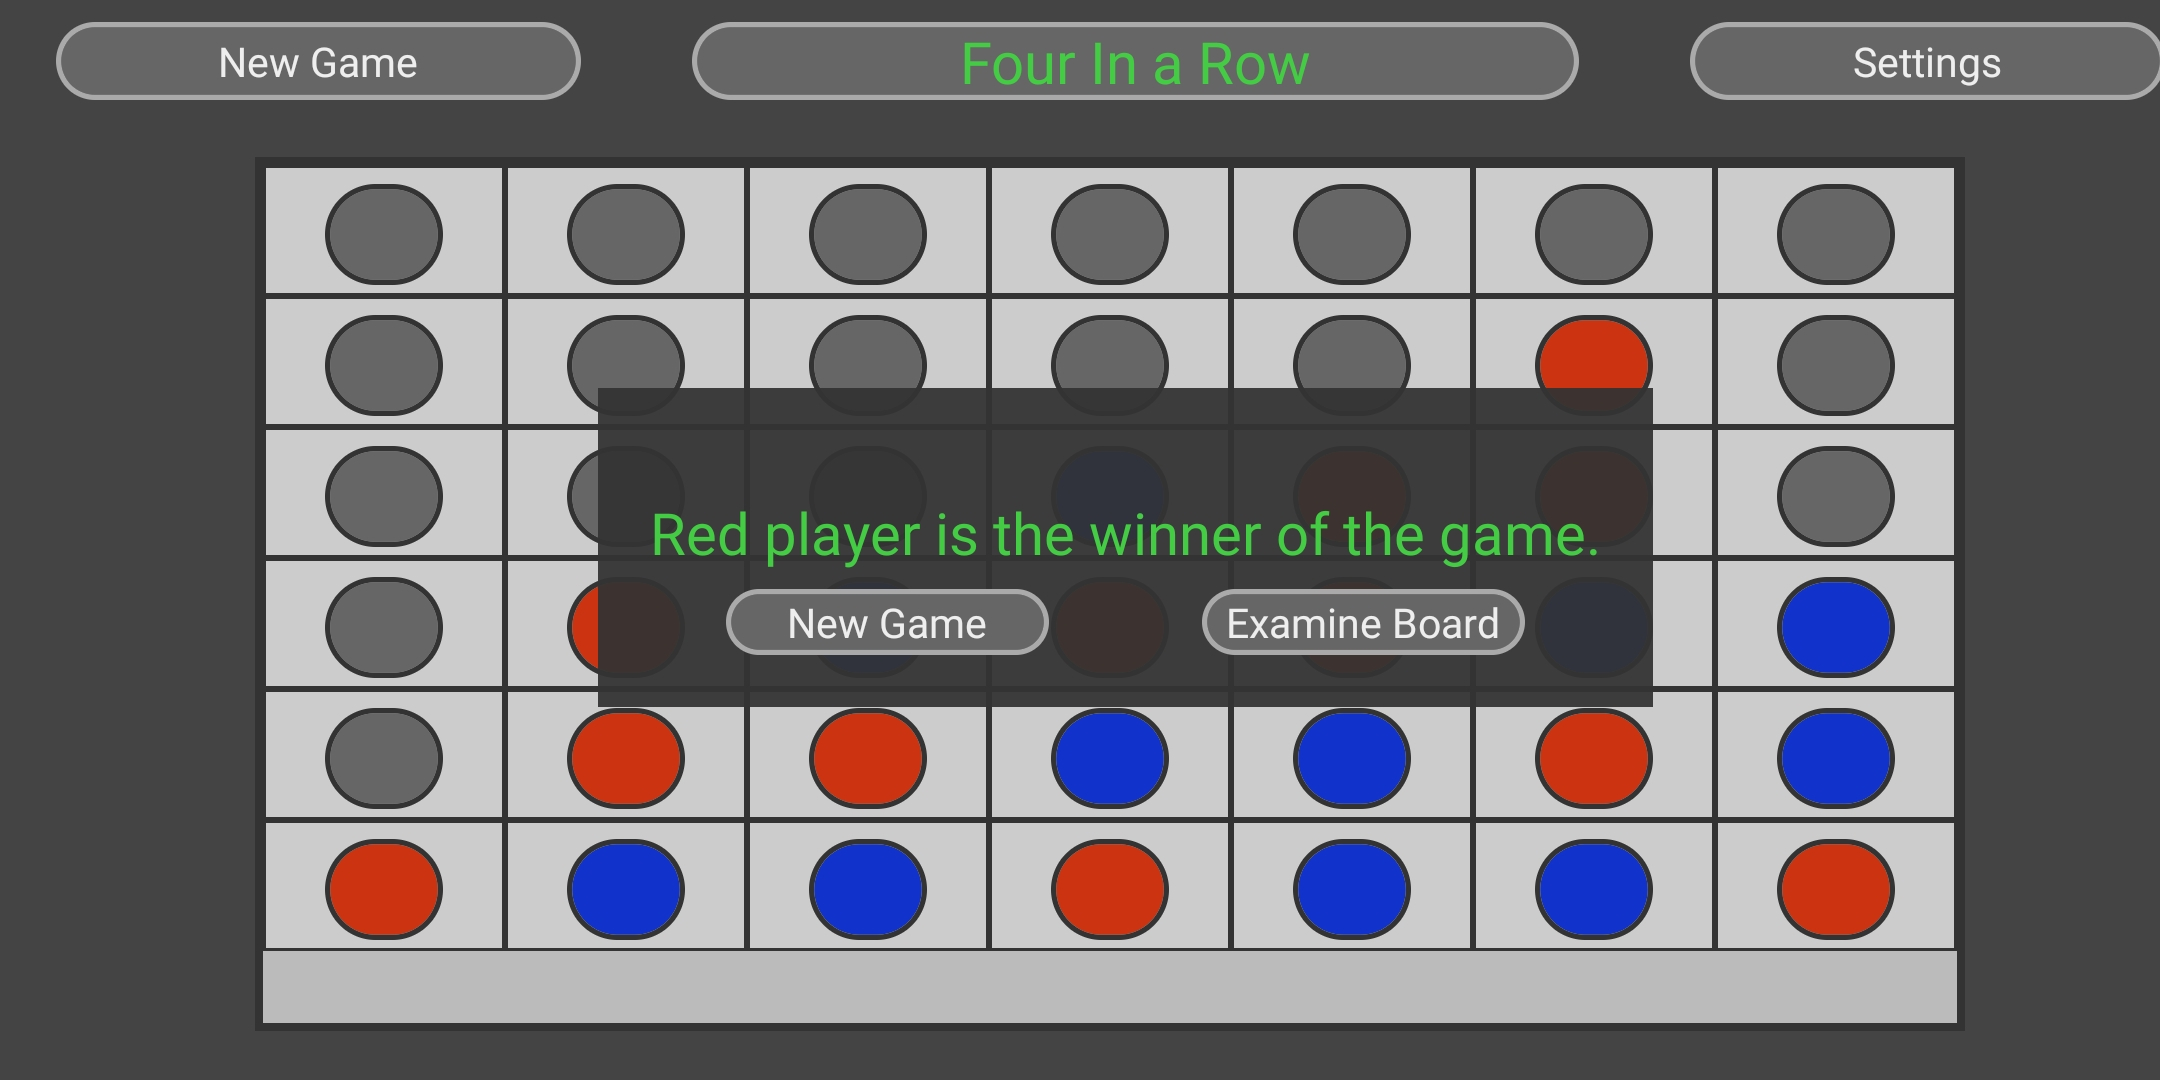 New Game
Four In a Row
Settings
Red player is the winner of the game.
New Game
Examine Board